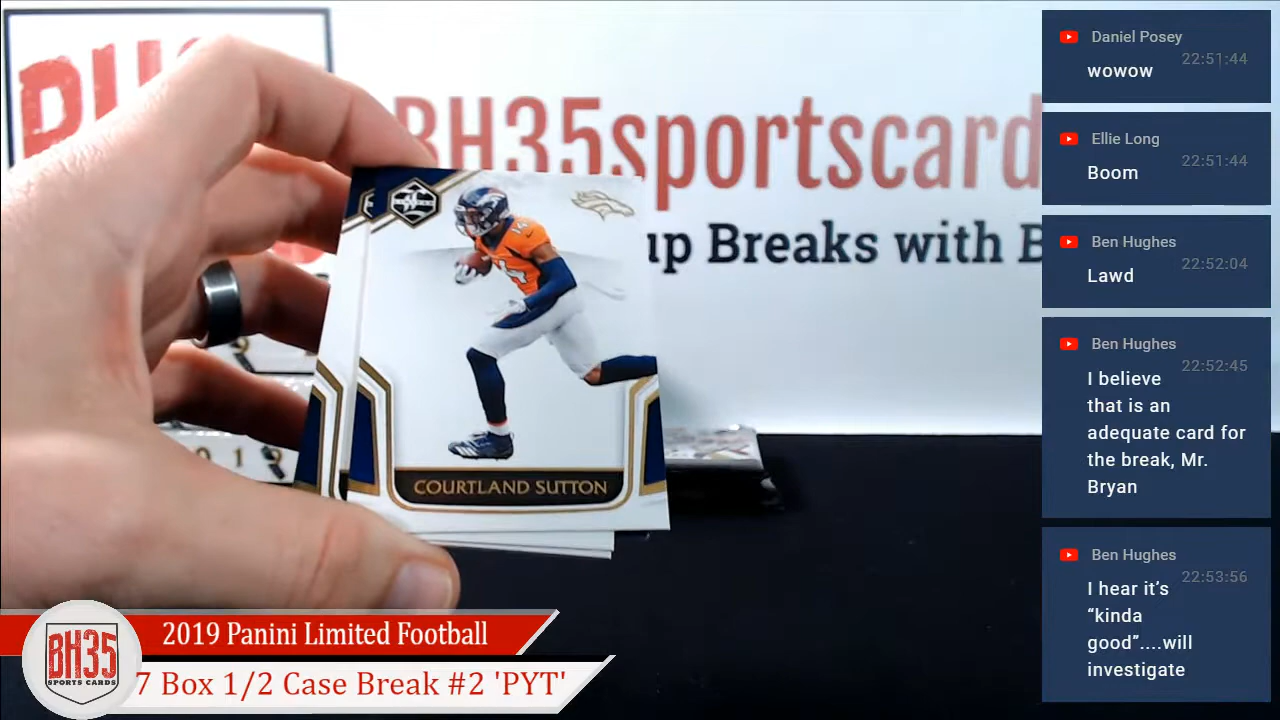 BH35sportscard
up Breaks with B
14
COURTLAND SUTTON
2019
2019 Panini Limited Football
7 Box 1/2 Case Break #2 'PYT'
BH35
SPORTS CARDS
Daniel Posey
22:51:44
wowow
Ellie Long
22:51:44
Boom
Ben Hughes
22:52:04
Lawd
Ben Hughes
22:52:45
I believe
that is an
adequate card for
the break, Mr.
Bryan
Ben Hughes
22:53:56
I hear it’s
“kinda
good”....will
investigate